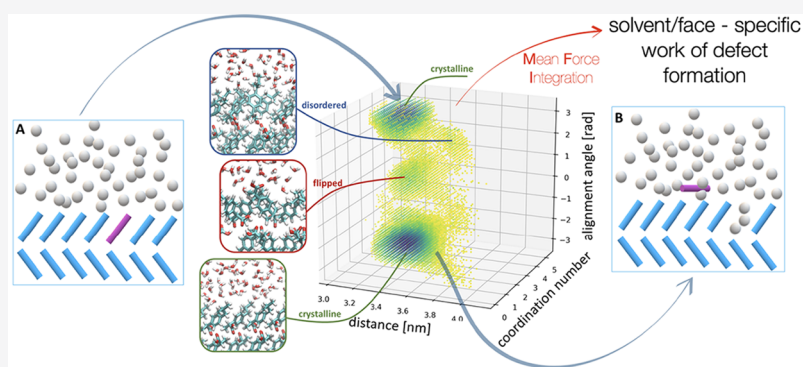 solvent/face - specific
work of defect
formation
Mean Force
Integration
crystalline
disordered
flipped
crystalline
A
B
3
2
1
0
−1
−2
−3
alignment angle [rad]
5
4
3
2
1
0
coordination number
3.0
3.2
3.4
3.6
3.8
4.0
distance [nm]